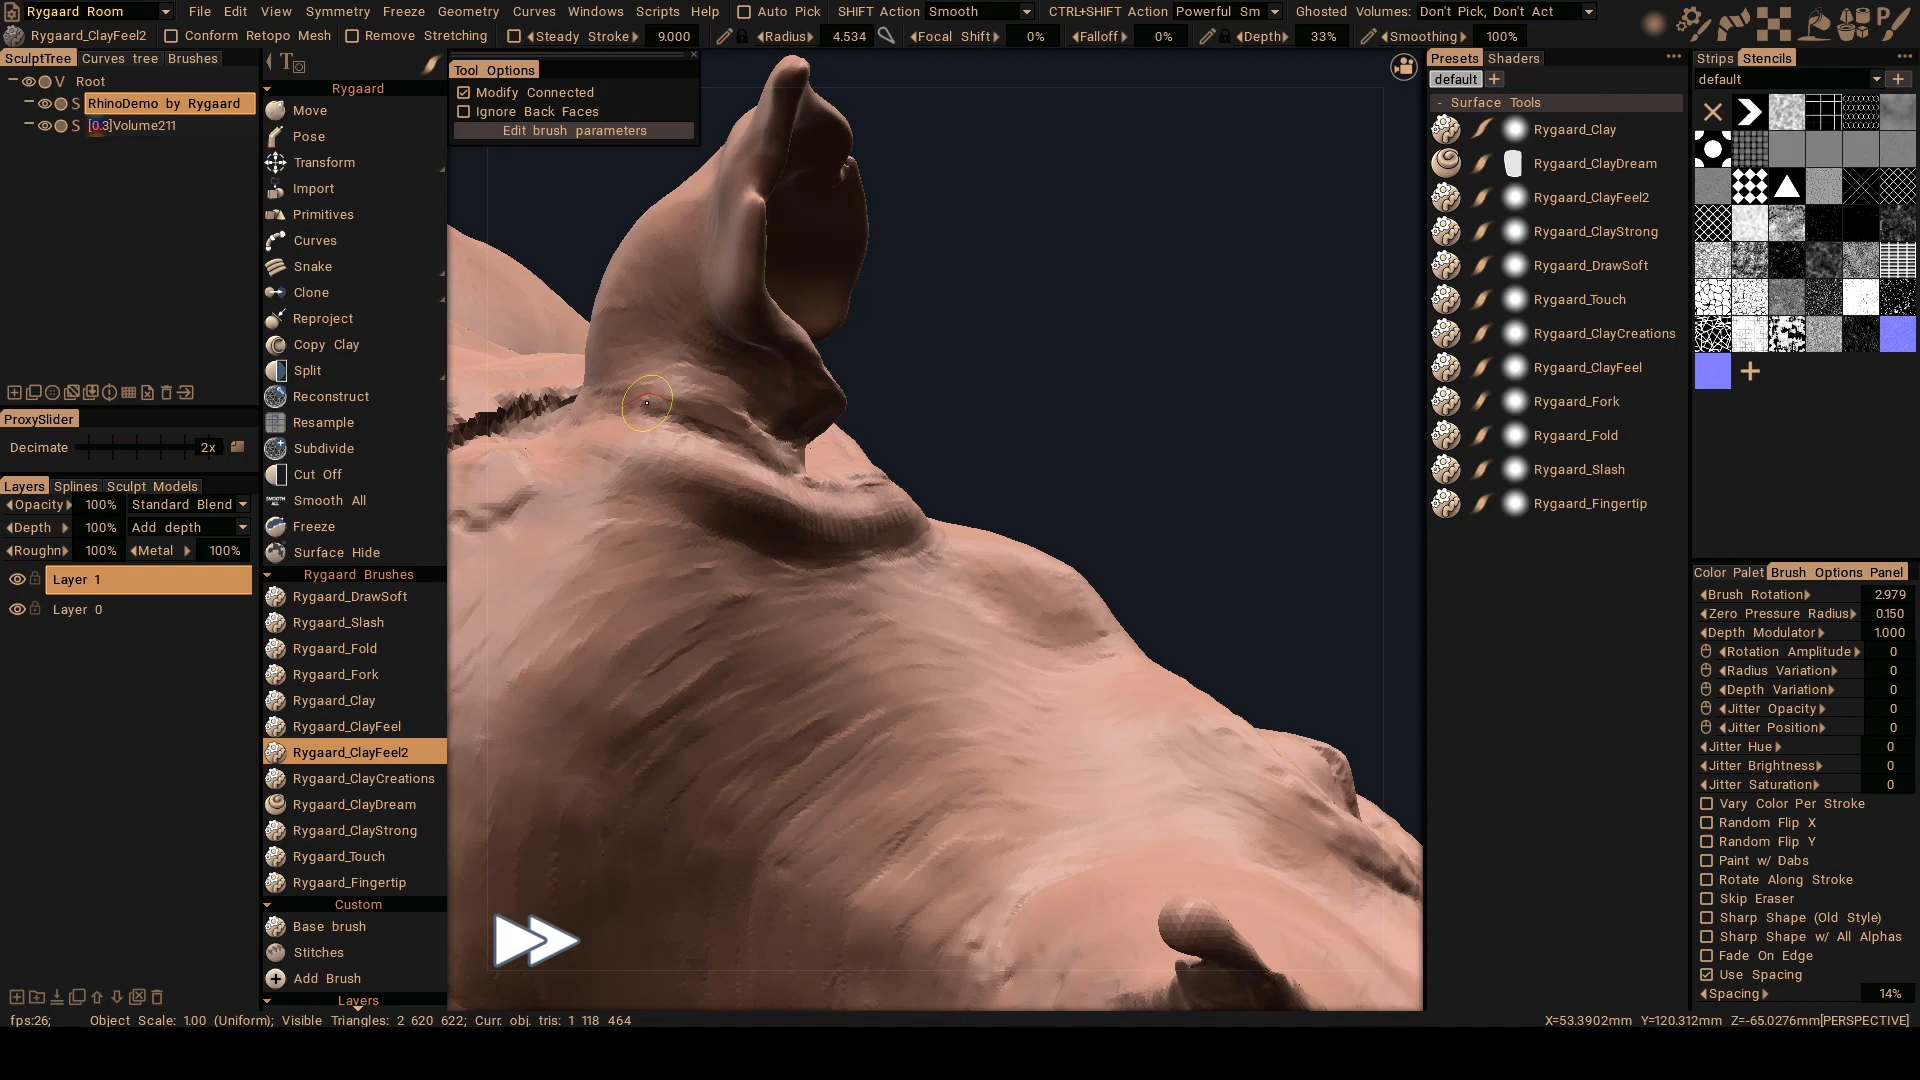 Rygaard Room File Edit View Symmetry Freeze Geometry Curves Windows Scripts Help Auto Pick SHIFT Action Smooth CTRL+SHIFT Action Powerful Sm Ghosted Volumes: Don't Pick, Don't Act
Rygaard_ClayFeel2 Conform Retopo Mesh Remove Stretching Steady Stroke 9.000 Radius 4.534 Focal Shift 0% Falloff 0% Depth 33% Smoothing 100%
SculptTree Curves tree Brushes
V Root
S RhinoDemo by Rygaard
S [0.3]Volume211
ProxySlider
Decimate 2x
Layers Splines Sculpt Models
Opacity 100% Standard Blend
Depth 100% Add depth
Roughn 100% Metal 100%
Layer 1
Layer 0
T
Rygaard
Move
Pose
Transform
Import
Primitives
Curves
Snake
Clone
Reproject
Copy Clay
Split
Reconstruct
Resample
Subdivide
Cut Off
SMOOTH ALL Smooth All
Freeze
Surface Hide
Rygaard Brushes
Rygaard_DrawSoft
Rygaard_Slash
Rygaard_Fold
Rygaard_Fork
Rygaard_Clay
Rygaard_ClayFeel
Rygaard_ClayFeel2
Rygaard_ClayCreations
Rygaard_ClayDream
Rygaard_ClayStrong
Rygaard_Touch
Rygaard_Fingertip
Custom
Base brush
Stitches
Add Brush
Layers
Tool Options
Modify Connected
Ignore Back Faces
Edit brush parameters
Presets Shaders
default +
- Surface Tools
Rygaard_Clay
Rygaard_ClayDream
Rygaard_ClayFeel2
Rygaard_ClayStrong
Rygaard_DrawSoft
Rygaard_Touch
Rygaard_ClayCreations
Rygaard_ClayFeel
Rygaard_Fork
Rygaard_Fold
Rygaard_Slash
Rygaard_Fingertip
Strips Stencils
default +
Color Palet Brush Options Panel
Brush Rotation 2.979
Zero Pressure Radius 0.150
Depth Modulator 1.000
Rotation Amplitude 0
Radius Variation 0
Depth Variation 0
Jitter Opacity 0
Jitter Position 0
Jitter Hue 0
Jitter Brightness 0
Jitter Saturation 0
Vary Color Per Stroke
Random Flip X
Random Flip Y
Paint w/ Dabs
Rotate Along Stroke
Skip Eraser
Sharp Shape (Old Style)
Sharp Shape w/ All Alphas
Fade On Edge
Use Spacing
Spacing 14%
fps:26; Object Scale: 1.00 (Uniform); Visible Triangles: 2 620 622; Curr. obj. tris: 1 118 464 X=53.3902mm Y=120.312mm Z=-65.0276mm[PERSPECTIVE]